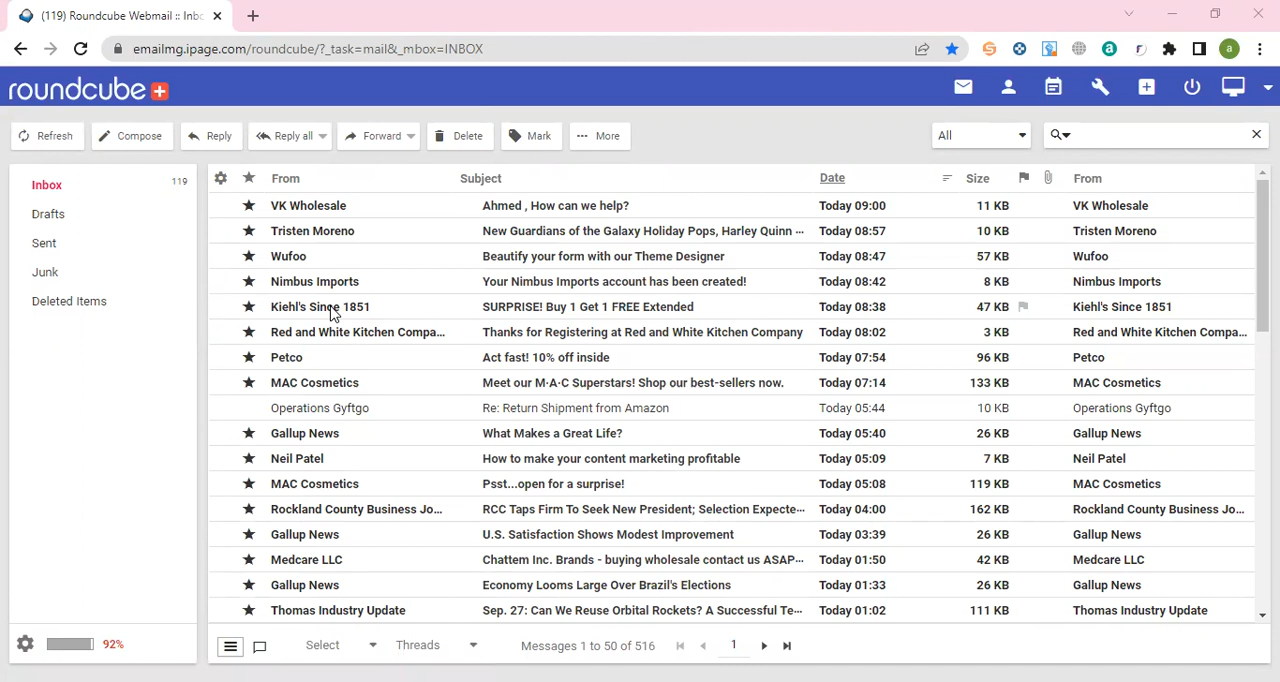 (119) Roundcube Webmail :: Inbo
emailmg.ipage.com/roundcube/?_task=mail&_mbox=INBOX
roundcube
Refresh Compose Reply Reply all Forward Delete Mark More All
Inbox 119
Drafts
Sent
Junk
Deleted Items
From Subject Date Size From
VK Wholesale Ahmed , How can we help? Today 09:00 11 KB VK Wholesale
Tristen Moreno New Guardians of the Galaxy Holiday Pops, Harley Quinn ... Today 08:57 10 KB Tristen Moreno
Wufoo Beautify your form with our Theme Designer Today 08:47 57 KB Wufoo
Nimbus Imports Your Nimbus Imports account has been created! Today 08:42 8 KB Nimbus Imports
Kiehl's Since 1851 SURPRISE! Buy 1 Get 1 FREE Extended Today 08:38 47 KB Kiehl's Since 1851
Red and White Kitchen Compa... Thanks for Registering at Red and White Kitchen Company Today 08:02 3 KB Red and White Kitchen Compa...
Petco Act fast! 10% off inside Today 07:54 96 KB Petco
MAC Cosmetics Meet our M·A·C Superstars! Shop our best-sellers now. Today 07:14 133 KB MAC Cosmetics
Operations Gyftgo Re: Return Shipment from Amazon Today 05:44 10 KB Operations Gyftgo
Gallup News What Makes a Great Life? Today 05:40 26 KB Gallup News
Neil Patel How to make your content marketing profitable Today 05:09 7 KB Neil Patel
MAC Cosmetics Psst...open for a surprise! Today 05:08 119 KB MAC Cosmetics
Rockland County Business Jo... RCC Taps Firm To Seek New President; Selection Expecte... Today 04:00 162 KB Rockland County Business Jo...
Gallup News U.S. Satisfaction Shows Modest Improvement Today 03:39 26 KB Gallup News
Medcare LLC Chattem Inc. Brands - buying wholesale contact us ASAP... Today 01:50 42 KB Medcare LLC
Gallup News Economy Looms Large Over Brazil's Elections Today 01:33 26 KB Gallup News
Thomas Industry Update Sep. 27: Can We Reuse Orbital Rockets? A Successful Te... Today 01:02 111 KB Thomas Industry Update
92% Select Threads Messages 1 to 50 of 516 1